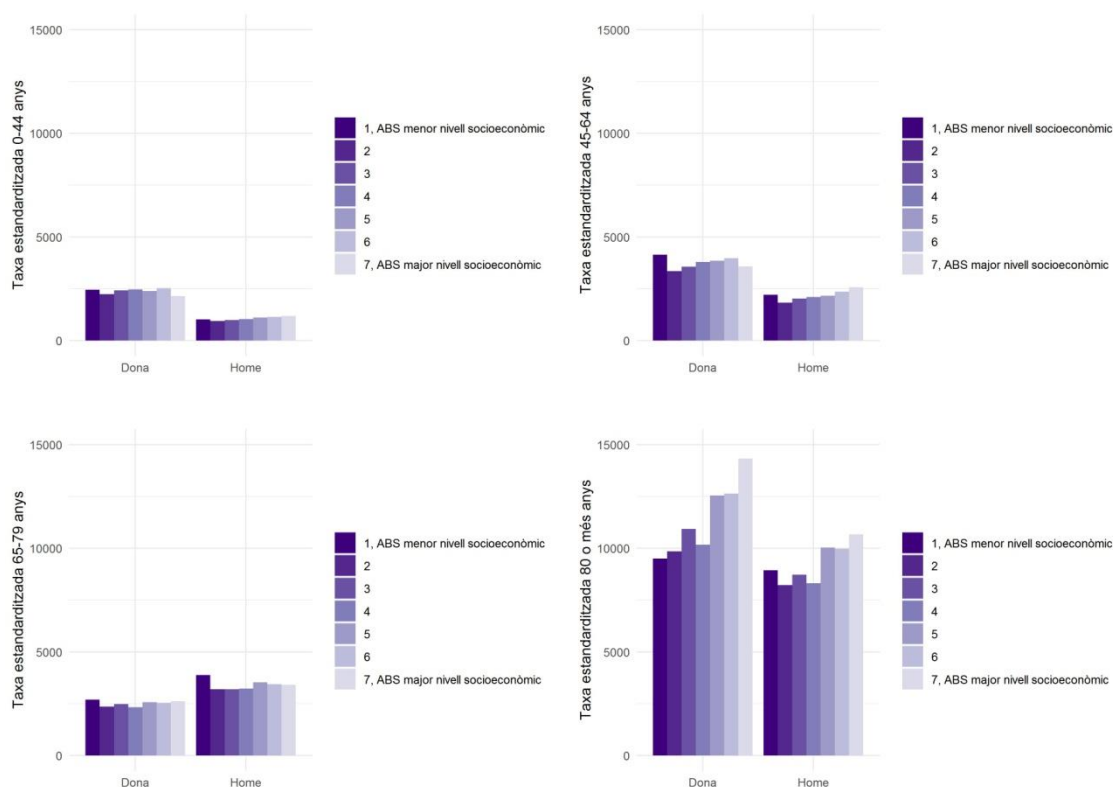 Taxa estandarditzada 0-44 anys
15000
10000
5000
0
Dona
Home
1, ABS menor nivell socioeconòmic
2
3
4
5
6
7, ABS major nivell socioeconòmic
Taxa estandarditzada 45-64 anys
15000
10000
5000
0
Dona
Home
1, ABS menor nivell socioeconòmic
2
3
4
5
6
7, ABS major nivell socioeconòmic
Taxa estandarditzada 65-79 anys
15000
10000
5000
0
Dona
Home
1, ABS menor nivell socioeconòmic
2
3
4
5
6
7, ABS major nivell socioeconòmic
Taxa estandarditzada 80 o més anys
15000
10000
5000
0
Dona
Home
1, ABS menor nivell socioeconòmic
2
3
4
5
6
7, ABS major nivell socioeconòmic